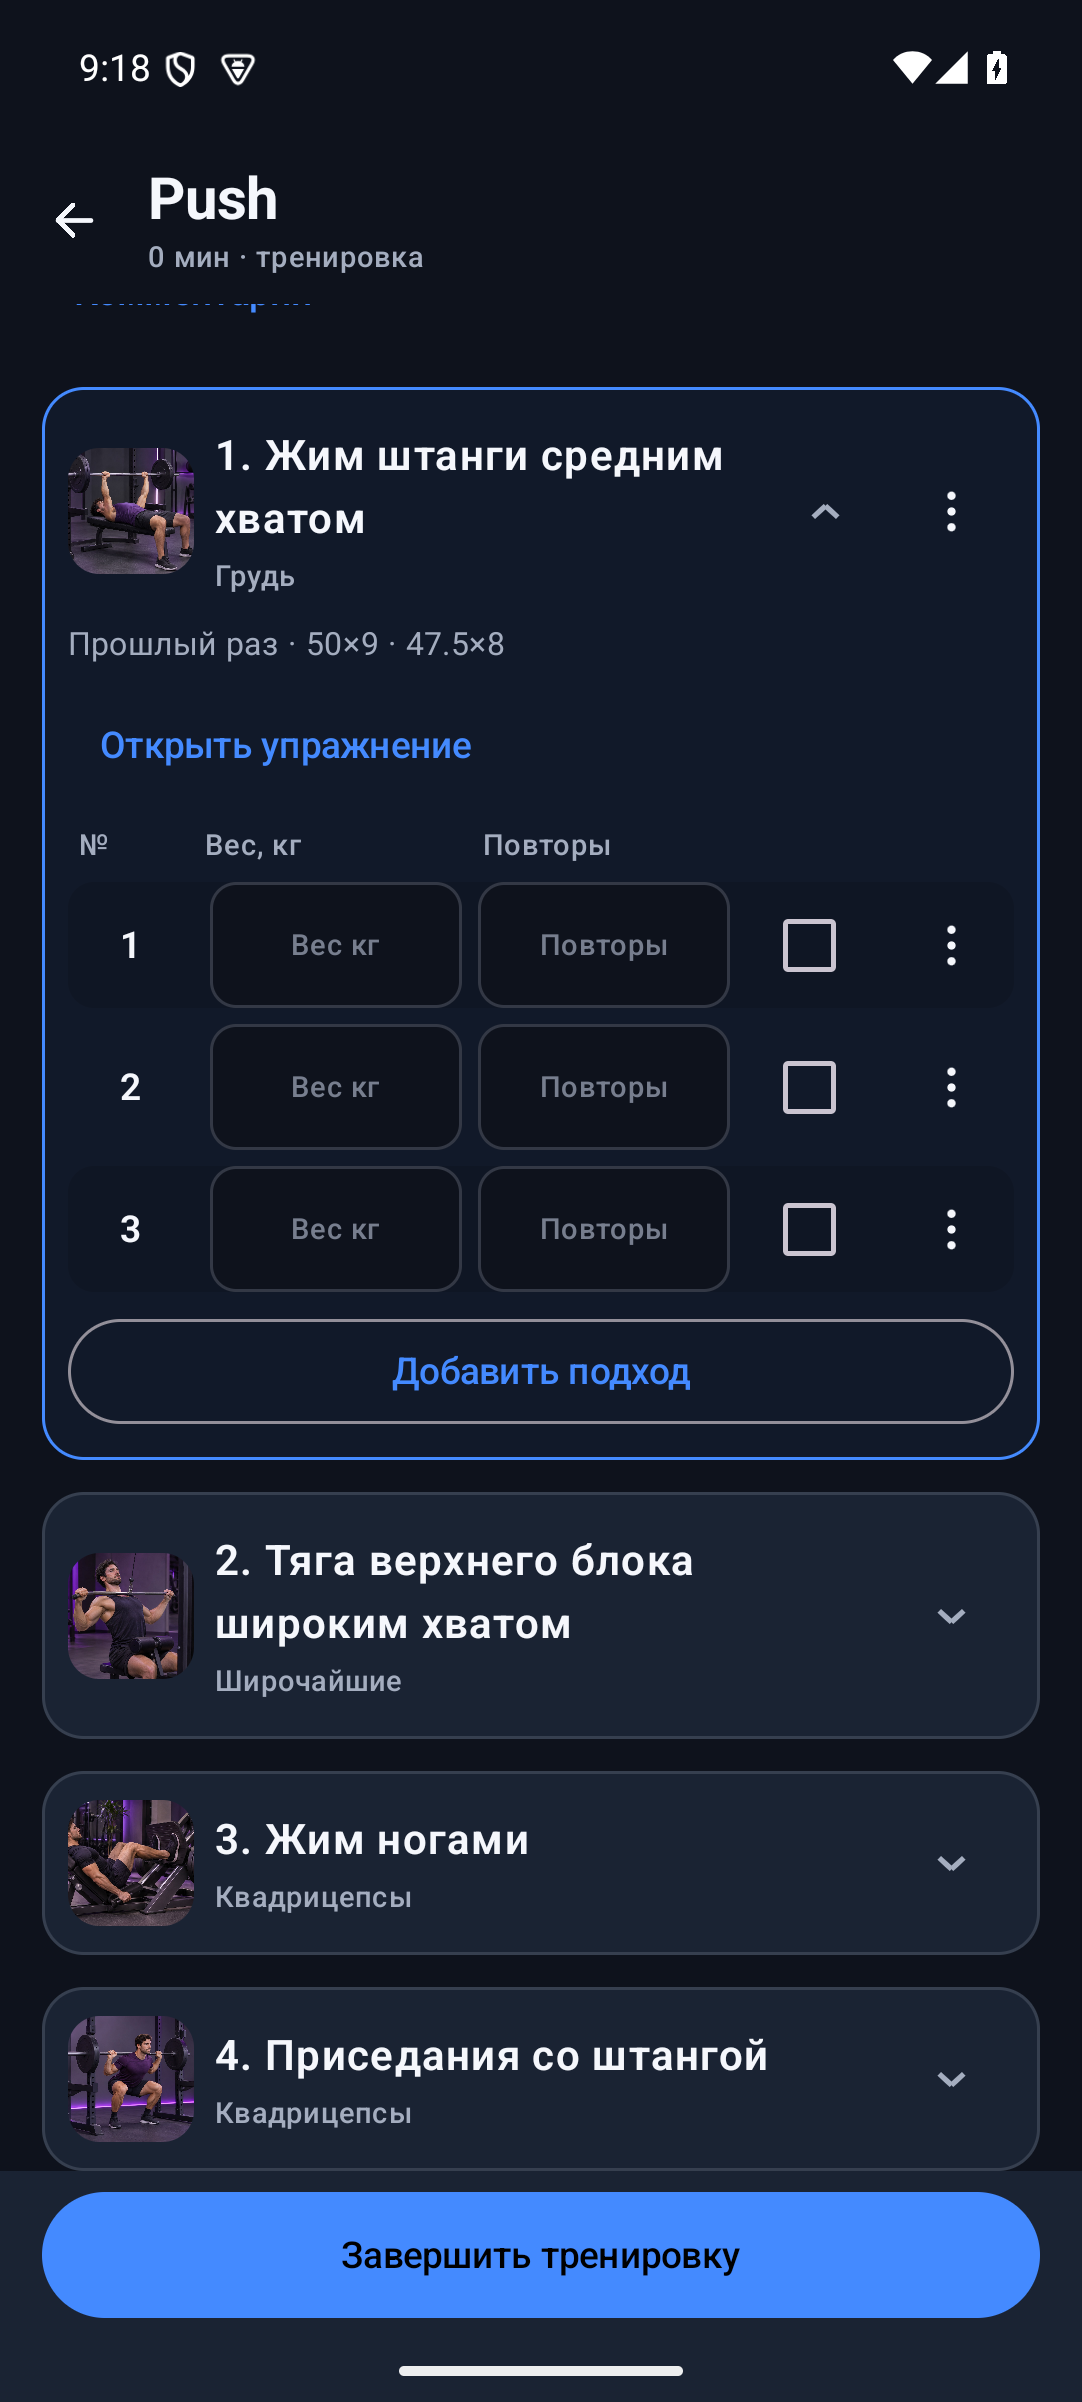 9:18
Push
0 мин · тренировка
1. Жим штанги средним
хватом
Грудь
Прошлый раз · 50×9 · 47.5×8
Открыть упражнение
№ Вес, кг Повторы
1 Вес кг Повторы
2 Вес кг Повторы
3 Вес кг Повторы
Добавить подход
2. Тяга верхнего блока
широким хватом
Широчайшие
3. Жим ногами
Квадрицепсы
4. Приседания со штангой
Квадрицепсы
Завершить тренировку